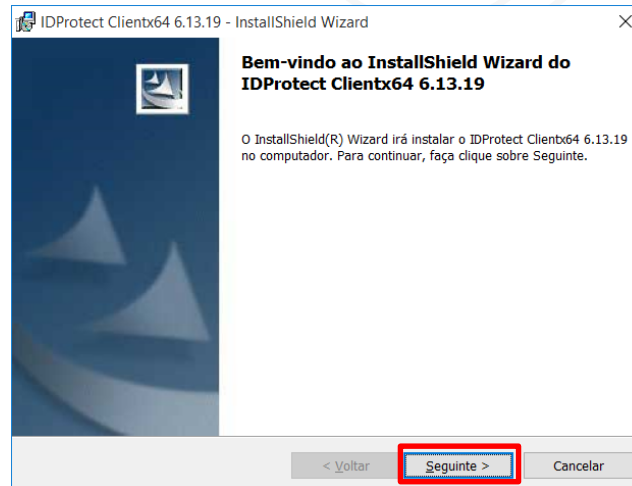 IDProtect Clientx64 6.13.19 - InstallShield Wizard
Bem-vindo ao InstallShield Wizard do
IDProtect Clientx64 6.13.19
O InstallShield(R) Wizard irá instalar o IDProtect Clientx64 6.13.19
no computador. Para continuar, faça clique sobre Seguinte.
< Voltar Seguinte > Cancelar